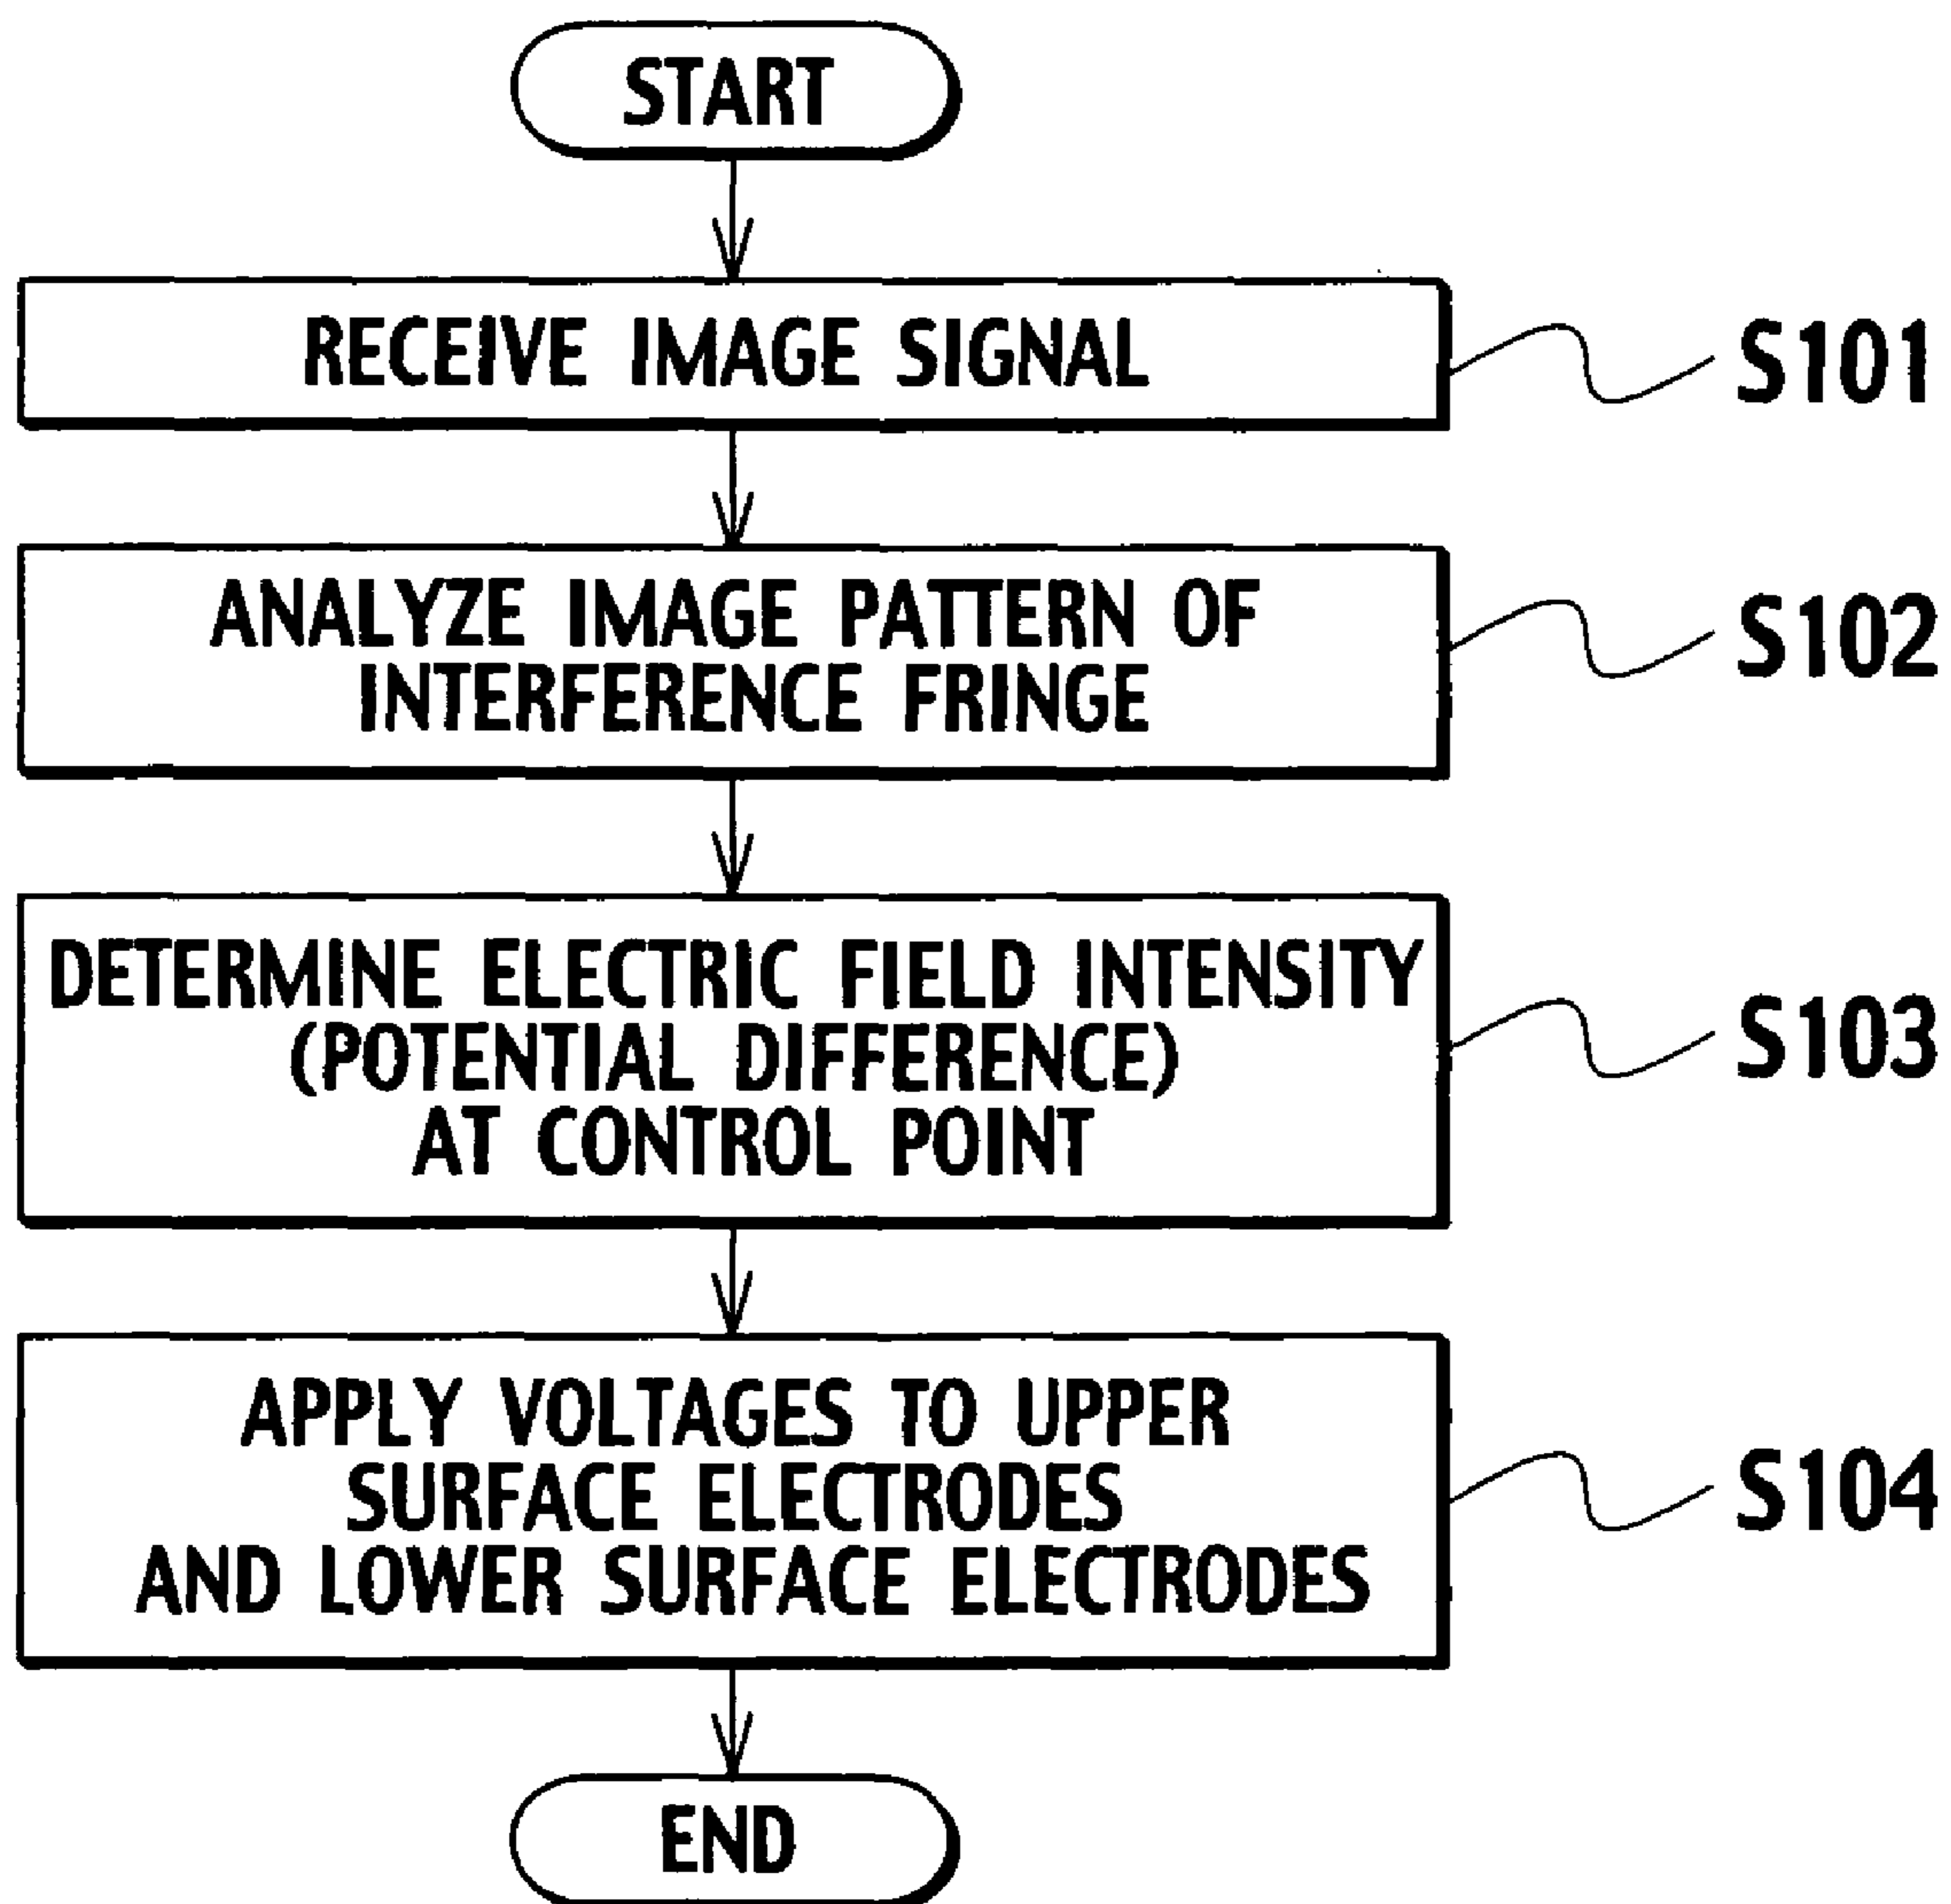 START
RECEIVE IMAGE SIGNAL
S101
ANALYZE IMAGE PATTERN OF
INTERFERENCE FRINGE
S102
DETERMINE ELECTRIC FIELD INTENSITY
(POTENTIAL DIFFERENCE)
AT CONTROL POINT
S103
APPLY VOLTAGES TO UPPER
SURFACE ELECTRODES
AND LOWER SURFACE ELECTRODES
S104
END